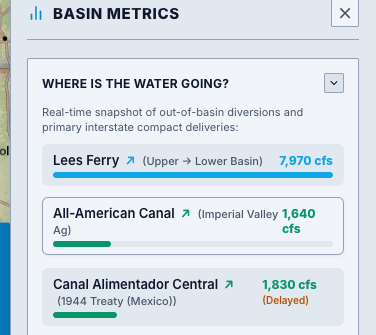 BASIN METRICS
WHERE IS THE WATER GOING?
Real-time snapshot of out-of-basin diversions and
primary interstate compact deliveries:
Lees Ferry ↗ (Upper → Lower Basin) 7,970 cfs
All-American Canal ↗ (Imperial Valley 1,640
Ag) cfs
Canal Alimentador Central ↗ 1,830 cfs
(1944 Treaty (Mexico)) (Delayed)